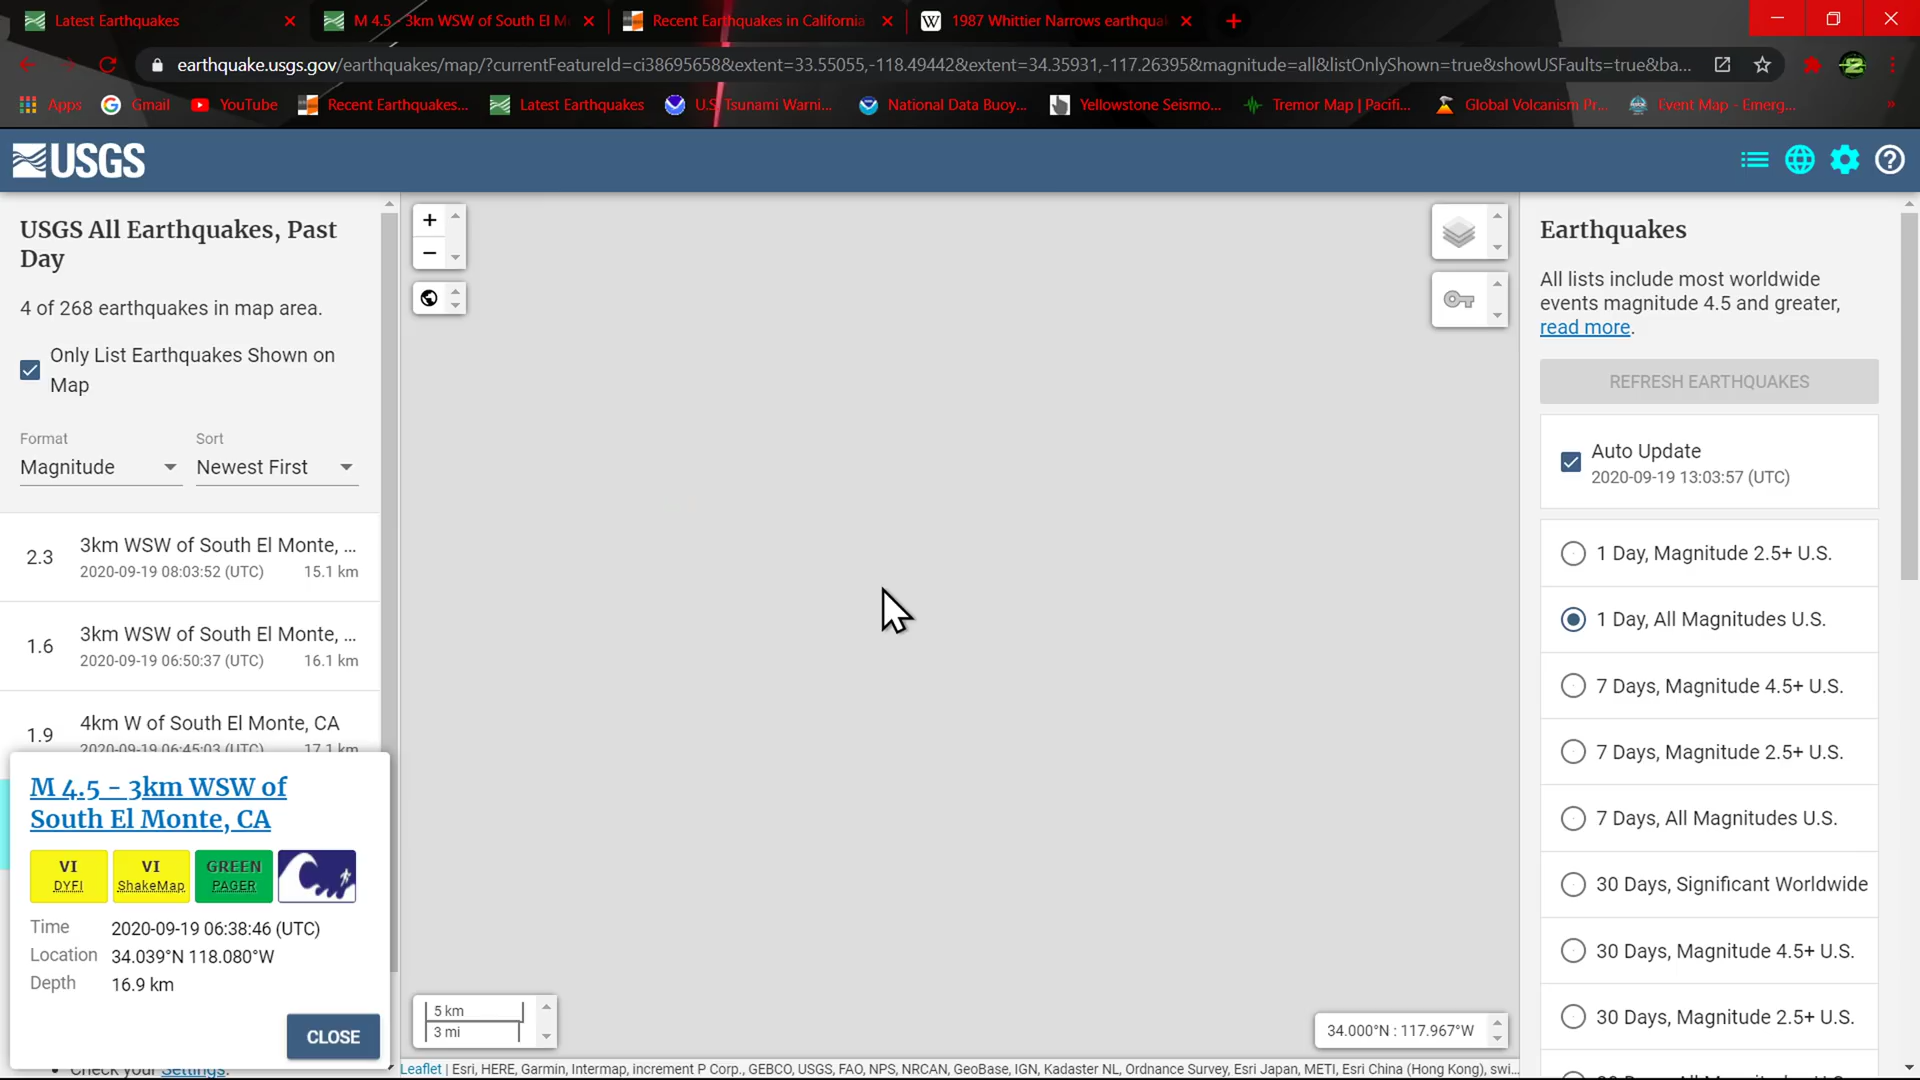 Latest Earthquakes
M 4.5 - 3km WSW of South El M
Recent Earthquakes in California
1987 Whittier Narrows earthqua
earthquake.usgs.gov/earthquakes/map/?currentFeatureId=ci38695658&extent=33.55055,-118.49442&extent=34.35931,-117.26395&magnitude=all&listOnlyShown=true&showUSFaults=true&ba...
Apps
Gmail
YouTube
Recent Earthquakes...
Latest Earthquakes
U.S. Tsunami Warni...
National Data Buoy...
Yellowstone Seismo...
Tremor Map | Pacifi...
Global Volcanism Pr...
Event Map - Emerg...
USGS
USGS All Earthquakes, Past
Day
4 of 268 earthquakes in map area.
Only List Earthquakes Shown on
Map
Format
Sort
Magnitude
Newest First
2.3
3km WSW of South El Monte, ...
2020-09-19 08:03:52 (UTC)
15.1 km
1.6
3km WSW of South El Monte, ...
2020-09-19 06:50:37 (UTC)
16.1 km
1.9
4km W of South El Monte, CA
2020-09-19 06:45:03 (UTC)
17.1 km
M 4.5 - 3km WSW of
South El Monte, CA
VI
DYFI
VI
ShakeMap
GREEN
PAGER
Time
2020-09-19 06:38:46 (UTC)
Location
34.039°N 118.080°W
Depth
16.9 km
CLOSE
Check your Settings.
5 km
3 mi
34.000°N : 117.967°W
Leaflet | Esri, HERE, Garmin, Intermap, increment P Corp., GEBCO, USGS, FAO, NPS, NRCAN, GeoBase, IGN, Kadaster NL, Ordnance Survey, Esri Japan, METI, Esri China (Hong Kong), swi...
Earthquakes
All lists include most worldwide
events magnitude 4.5 and greater,
read more.
REFRESH EARTHQUAKES
Auto Update
2020-09-19 13:03:57 (UTC)
1 Day, Magnitude 2.5+ U.S.
1 Day, All Magnitudes U.S.
7 Days, Magnitude 4.5+ U.S.
7 Days, Magnitude 2.5+ U.S.
7 Days, All Magnitudes U.S.
30 Days, Significant Worldwide
30 Days, Magnitude 4.5+ U.S.
30 Days, Magnitude 2.5+ U.S.